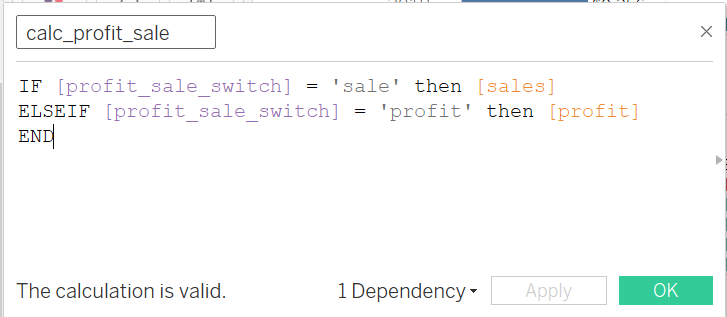 calc_profit_sale
IF [profit_sale_switch] = 'sale' then [sales]
ELSEIF [profit_sale_switch] = 'profit' then [profit]
END
The calculation is valid.
1 Dependency
Apply
OK